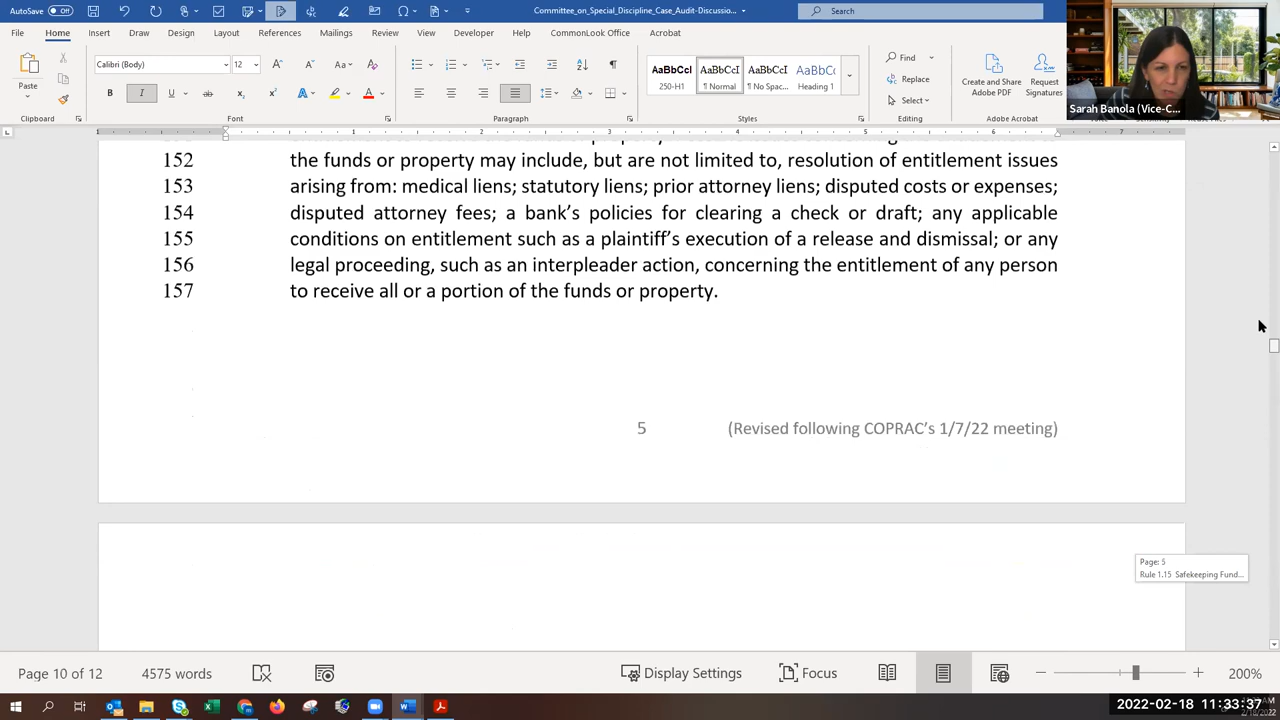 AutoSave Off
Committee_on_Special_Discipline_Case_Audit-Discussio...
Search
File Home Insert Draw Design Layout References Mailings Review View Developer Help CommonLook Office Acrobat
Paste
Calibri (Body) 12
AaBbCcI AaBbCcI AaBbCcI AaBbCc
250-H1 ¶ Normal ¶ No Spac... Heading 1
Find
Replace
Select
Create and Share Adobe PDF
Request Signatures
Clipboard Font Paragraph Styles Editing Adobe Acrobat
Sarah Banola (Vice-C...
1 1 2 3 4 5 6 7
152 the funds or property may include, but are not limited to, resolution of entitlement issues
153 arising from: medical liens; statutory liens; prior attorney liens; disputed costs or expenses;
154 disputed attorney fees; a bank’s policies for clearing a check or draft; any applicable
155 conditions on entitlement such as a plaintiff’s execution of a release and dismissal; or any
156 legal proceeding, such as an interpleader action, concerning the entitlement of any person
157 to receive all or a portion of the funds or property.
5 (Revised following COPRAC’s 1/7/22 meeting)
Page: 5
Rule 1.15 Safekeeping Fund...
Page 10 of 12 4575 words Display Settings Focus 200%
2022-02-18 11:33:37